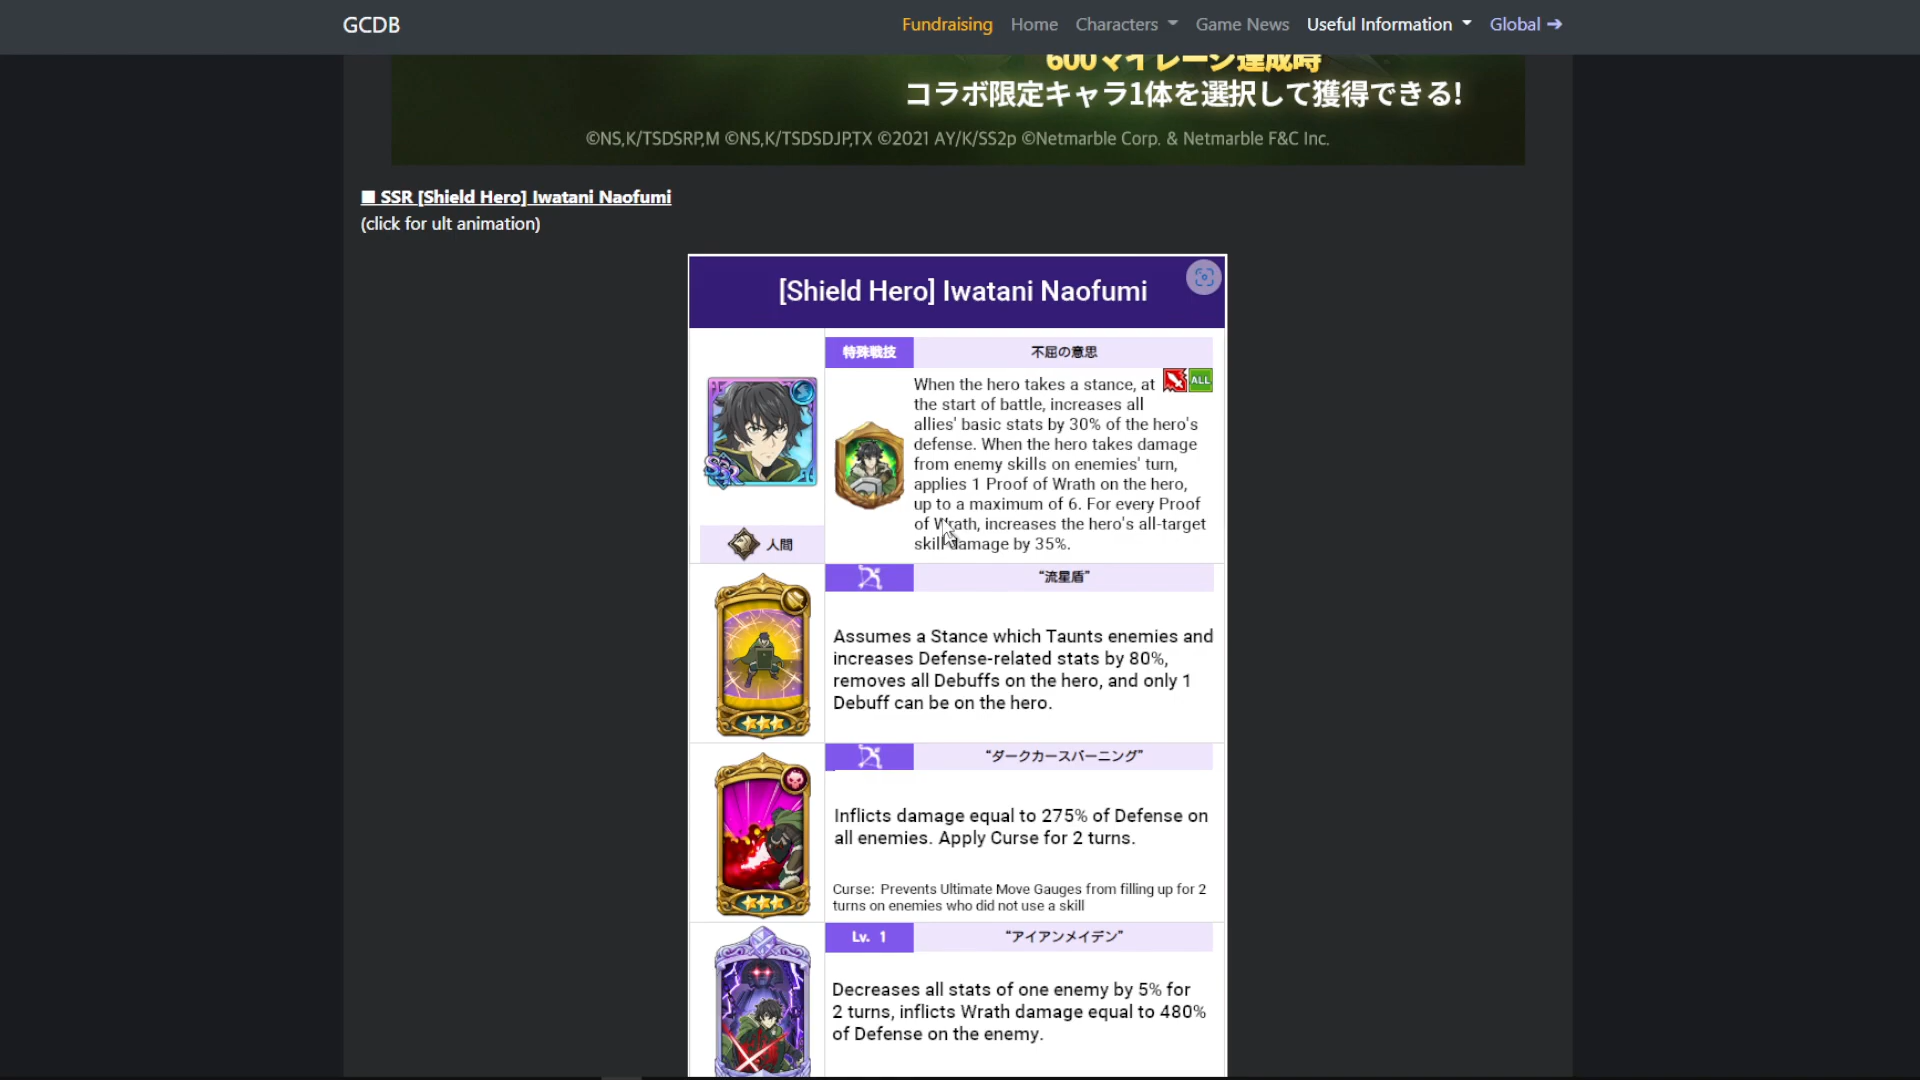 GCDB
Fundraising Home Characters Game News Useful Information Global
600マイレージ達成時
コラボ限定キャラ1体を選択して獲得できる!
©NS,K/TSDSRP,M ©NS,K/TSDSDJP,TX ©2021 AY/K/SS2p ©Netmarble Corp. & Netmarble F&C Inc.
■ SSR [Shield Hero] Iwatani Naofumi
(click for ult animation)
[Shield Hero] Iwatani Naofumi
特殊戦技 不屈の意思
When the hero takes a stance, at
ALL
the start of battle, increases all
allies' basic stats by 30% of the hero's
defense. When the hero takes damage
from enemy skills on enemies' turn,
applies 1 Proof of Wrath on the hero,
up to a maximum of 6. For every Proof
of Wrath, increases the hero's all-target
skill damage by 35%.
SSR
人間
“流星盾”
Assumes a Stance which Taunts enemies and
increases Defense-related stats by 80%,
removes all Debuffs on the hero, and only 1
Debuff can be on the hero.
“ダークカースバーニング”
Inflicts damage equal to 275% of Defense on
all enemies. Apply Curse for 2 turns.
Curse: Prevents Ultimate Move Gauges from filling up for 2
turns on enemies who did not use a skill
Lv. 1 “アイアンメイデン”
Decreases all stats of one enemy by 5% for
2 turns, inflicts Wrath damage equal to 480%
of Defense on the enemy.